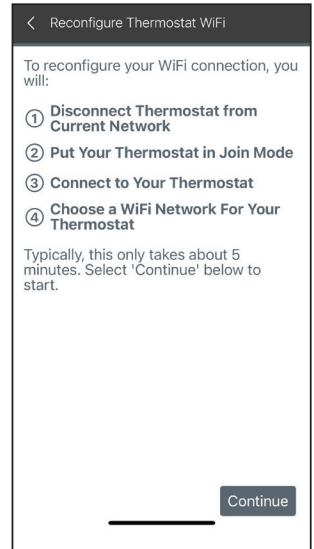 Reconfigure Thermostat WiFi
To reconfigure your WiFi connection, you
will:
1 Disconnect Thermostat from
Current Network
2 Put Your Thermostat in Join Mode
3 Connect to Your Thermostat
4 Choose a WiFi Network For Your
Thermostat
Typically, this only takes about 5
minutes. Select 'Continue' below to
start.
Continue